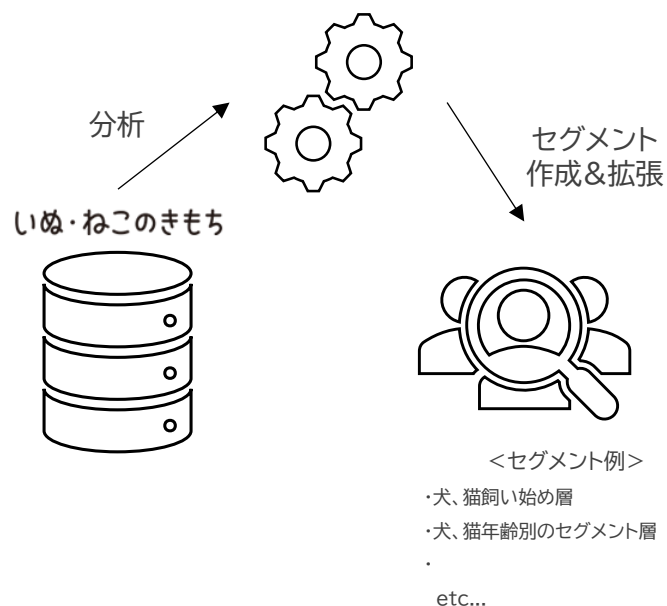 分析
セグメント
作成&拡張
いぬ・ねこのきもち
＜セグメント例＞
・犬、猫飼い始め層
・犬、猫年齢別のセグメント層
・
etc...